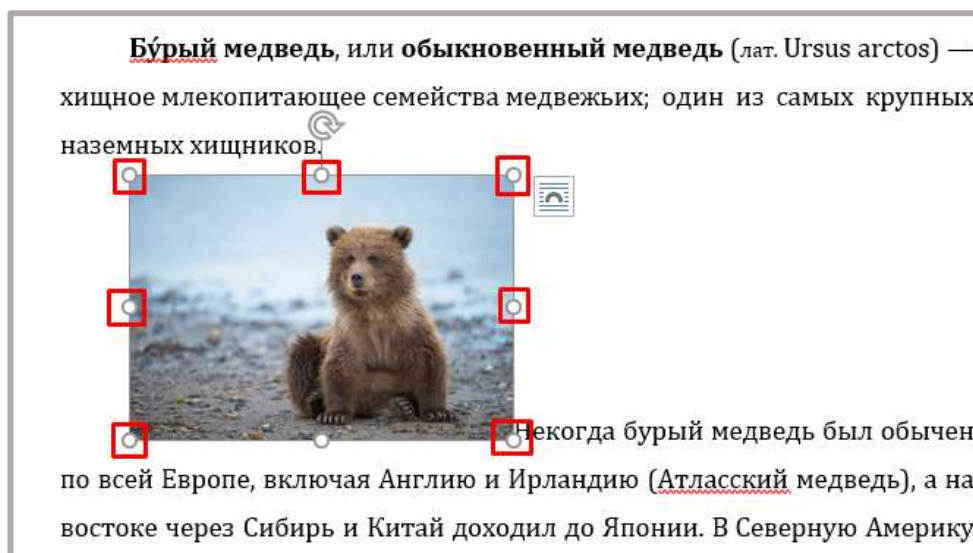 Бу́рый медведь, или обыкновенный медведь (лат. Ursus arctos) —
хищное млекопитающее семейства медвежьих; один из самых крупных
наземных хищников.
Некогда бурый медведь был обычен
по всей Европе, включая Англию и Ирландию (Атласский медведь), а на
востоке через Сибирь и Китай доходил до Японии. В Северную Америку